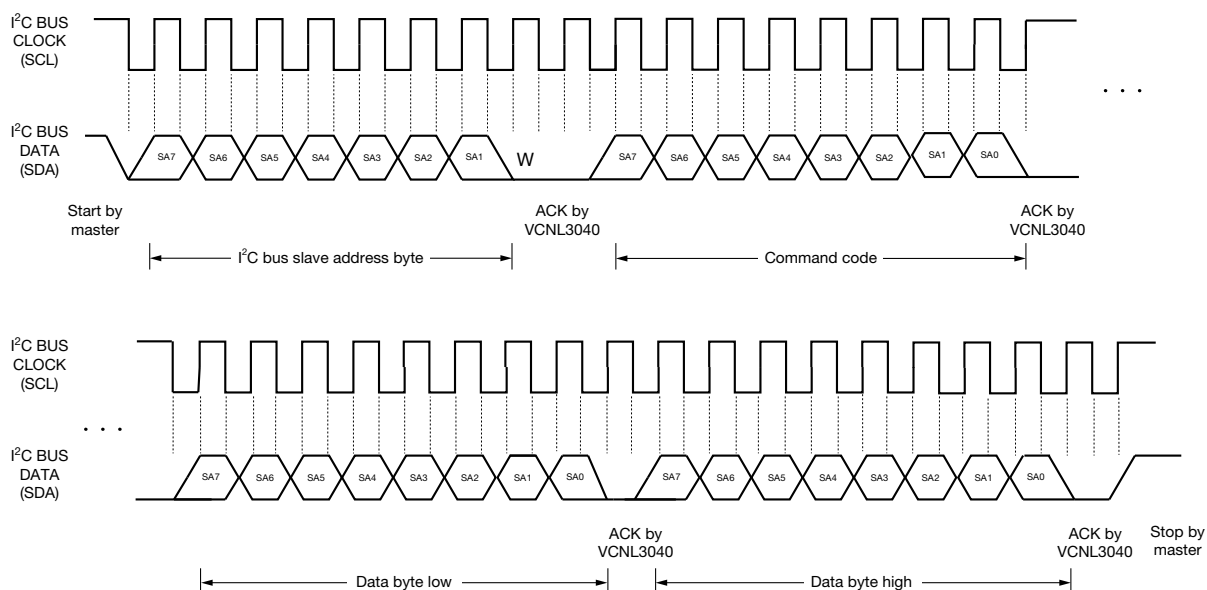 I²C BUS
CLOCK
(SCL)
. . .
I²C BUS
DATA
(SDA)
SA7 SA6 SA5 SA4 SA3 SA2 SA1 W SA7 SA6 SA5 SA4 SA3 SA2 SA1 SA0
Start by
master
ACK by
VCNL3040
ACK by
VCNL3040
I²C bus slave address byte
Command code
I²C BUS
CLOCK
(SCL)
. . .
I²C BUS
DATA
(SDA)
SA7 SA6 SA5 SA4 SA3 SA2 SA1 SA0 SA7 SA6 SA5 SA4 SA3 SA2 SA1 SA0
ACK by
VCNL3040
ACK by
VCNL3040
Stop by
master
Data byte low
Data byte high